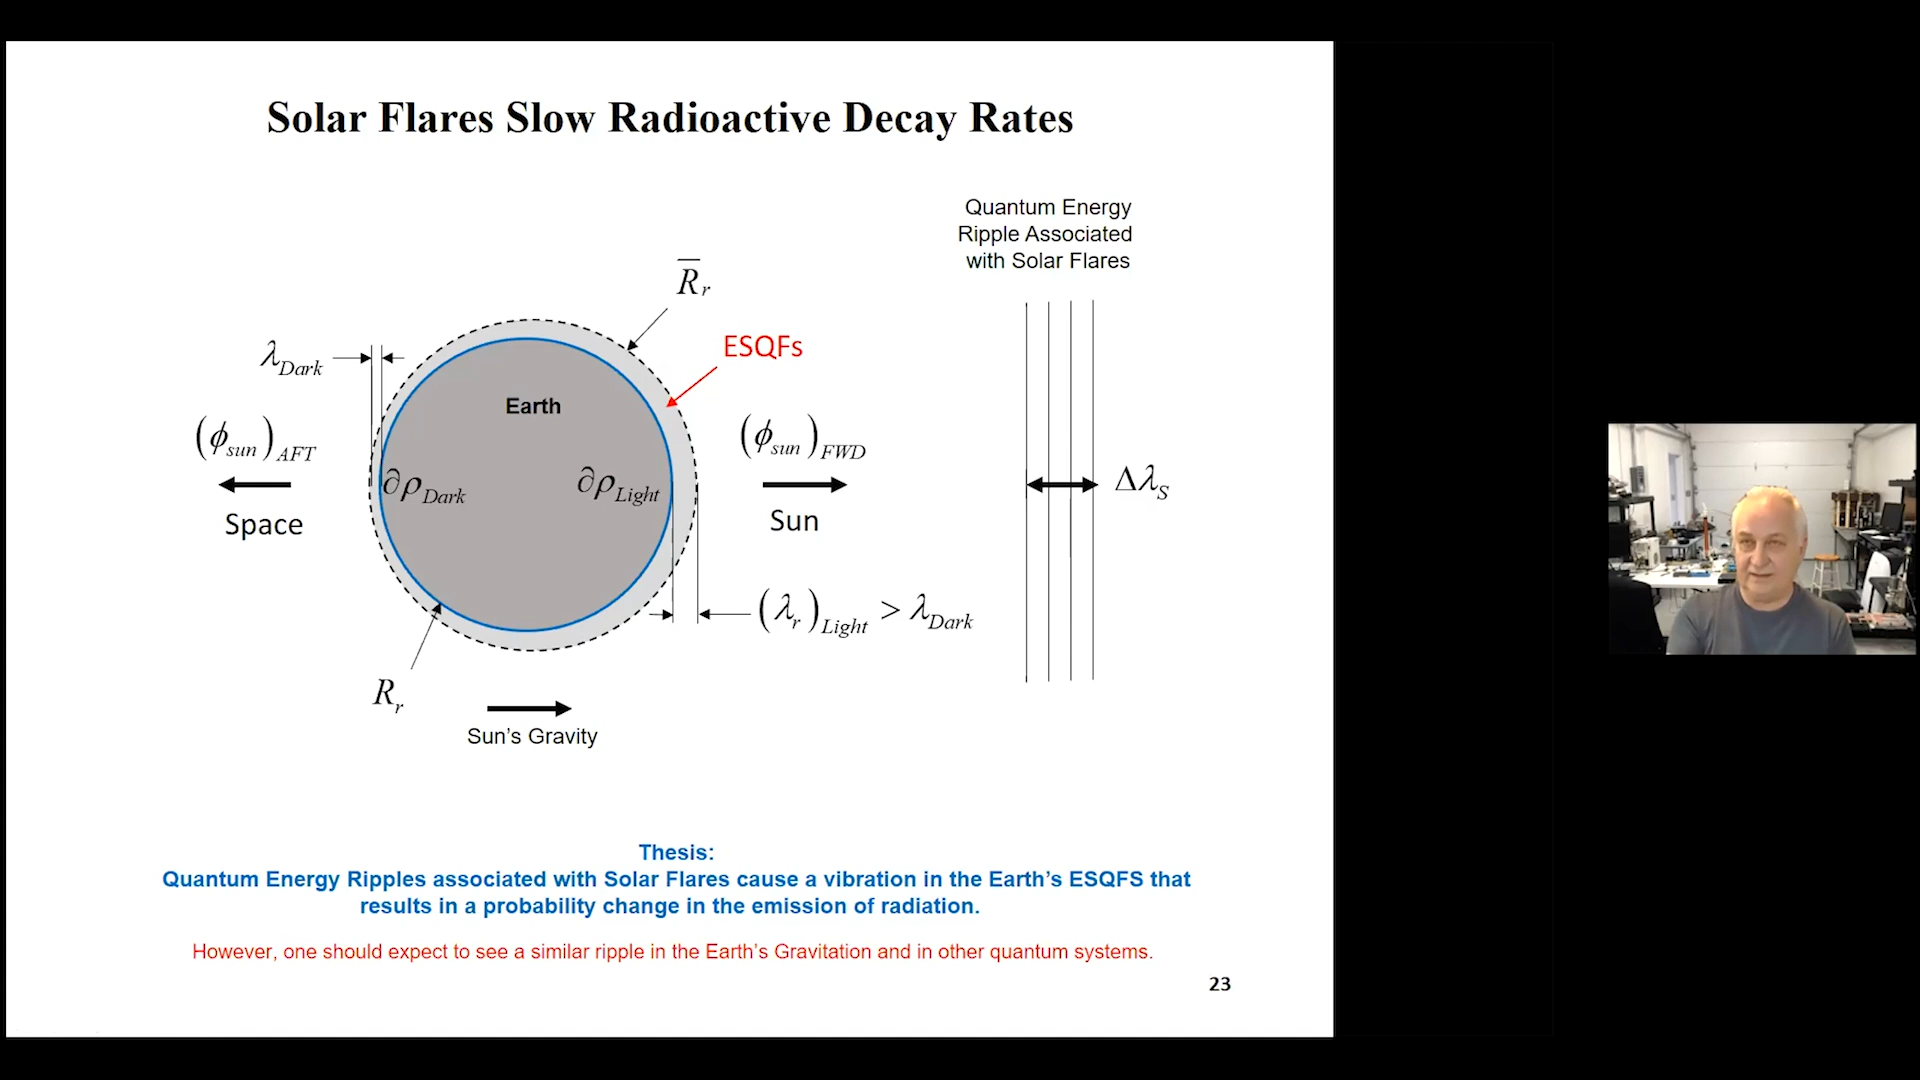 Solar Flares Slow Radioactive Decay Rates
Quantum Energy
Ripple Associated
with Solar Flares
R̅r
ESQFs
λDark
Earth
(ϕsun)AFT
(ϕsun)FWD
∂ρDark
∂ρLight
ΔλS
Space
Sun
(λr)Light > λDark
Rr
Sun's Gravity
Thesis:
Quantum Energy Ripples associated with Solar Flares cause a vibration in the Earth's ESQFS that
results in a probability change in the emission of radiation.
However, one should expect to see a similar ripple in the Earth's Gravitation and in other quantum systems.
23